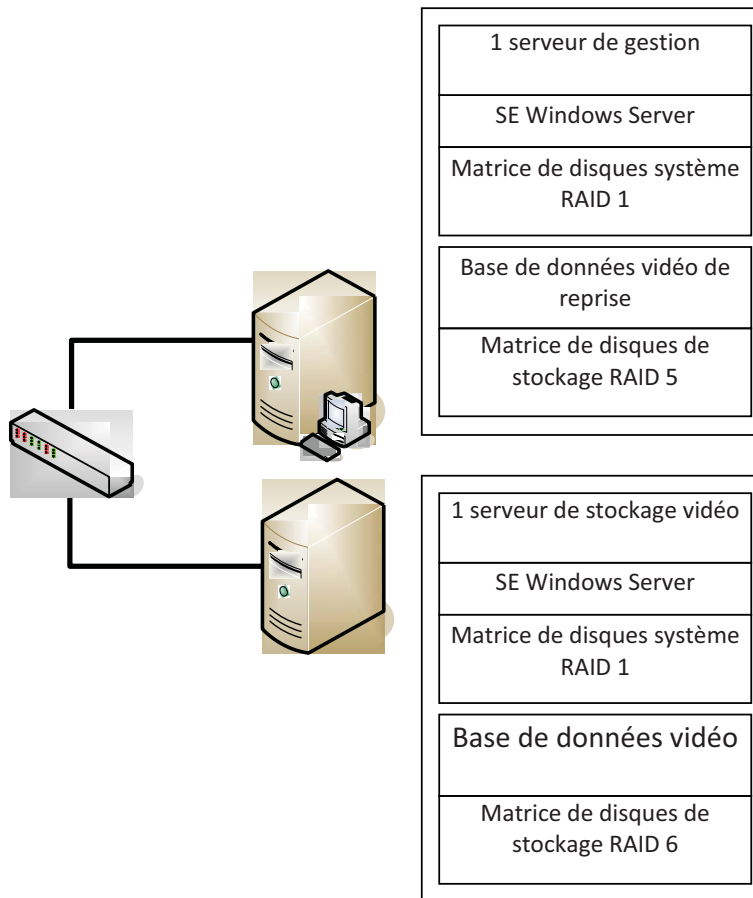 1 serveur de gestion
SE Windows Server
Matrice de disques système
RAID 1
Base de données vidéo de
reprise
Matrice de disques de
stockage RAID 5
1 serveur de stockage vidéo
SE Windows Server
Matrice de disques système
RAID 1
Base de données vidéo
Matrice de disques de
stockage RAID 6